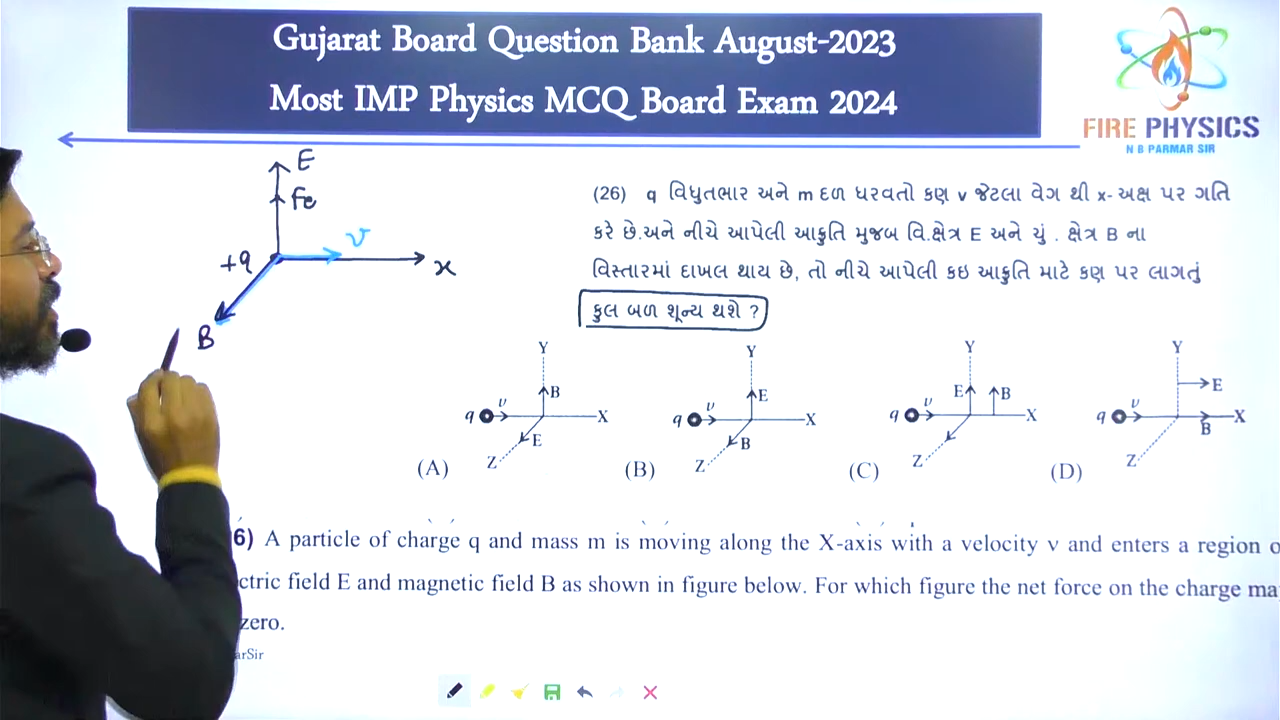 Gujarat Board Question Bank August-2023
Most IMP Physics MCQ Board Exam 2024
FIRE PHYSICS
N B PARMAR SIR
E
Fe
v
+q
x
B
(26) q વિધુતભાર અને m દળ ધરવતો કણ v જેટલા વેગ થી x- અક્ષ પર ગતિ
કરે છે.અને નીચે આપેલી આકૃતિ મુજબ વિ.ક્ષેત્ર E અને ચું . ક્ષેત્ર B ના
વિસ્તારમાં દાખલ થાય છે, તો નીચે આપેલી કઇ આકૃતિ માટે કણ પર લાગતું
કુલ બળ શૂન્ય થશે ?
Y
B
υ
q
X
E
Z
(A)
Y
E
υ
q
X
B
Z
(B)
Y
E
B
υ
q
X
Z
(C)
Y
E
υ
q
X
B
Z
(D)
6) A particle of charge q and mass m is moving along the X-axis with a velocity v and enters a region o
ctric field E and magnetic field B as shown in figure below. For which figure the net force on the charge ma
zero.
arSir